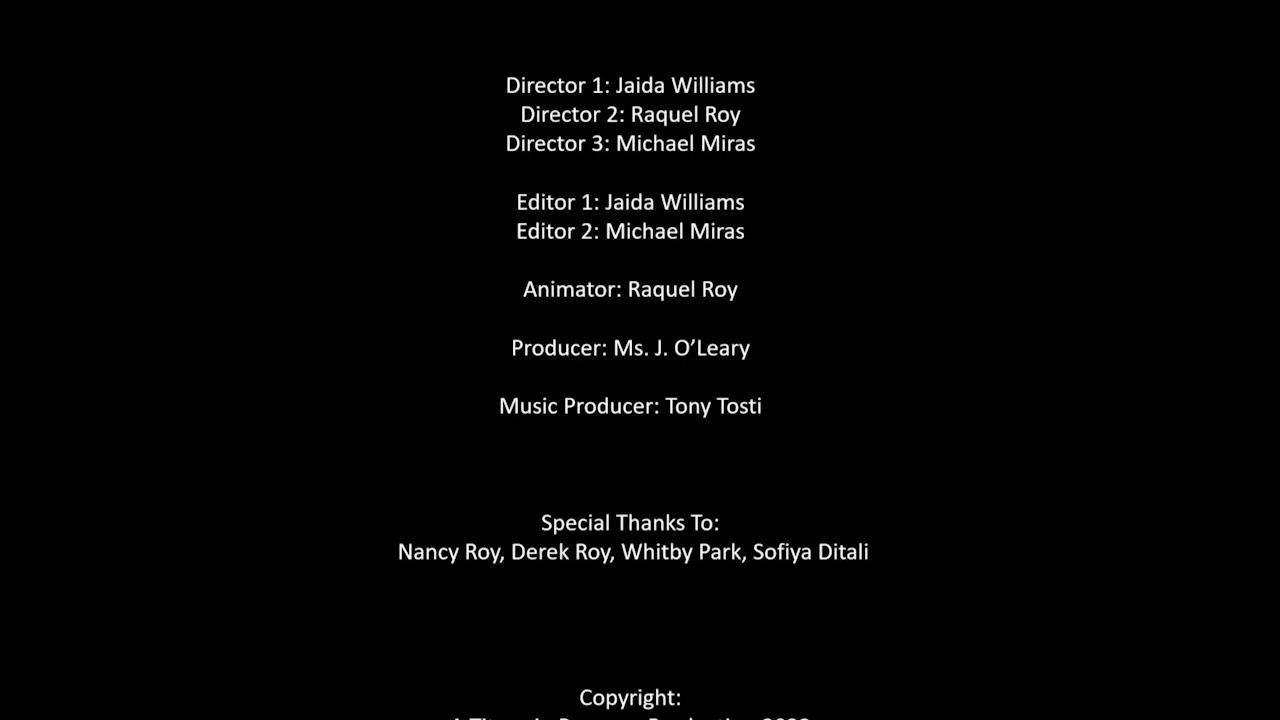 Director 1: Jaida Williams
Director 2: Raquel Roy
Director 3: Michael Miras
Editor 1: Jaida Williams
Editor 2: Michael Miras
Animator: Raquel Roy
Producer: Ms. J. O’Leary
Music Producer: Tony Tosti
Special Thanks To:
Nancy Roy, Derek Roy, Whitby Park, Sofiya Ditali
Copyright: